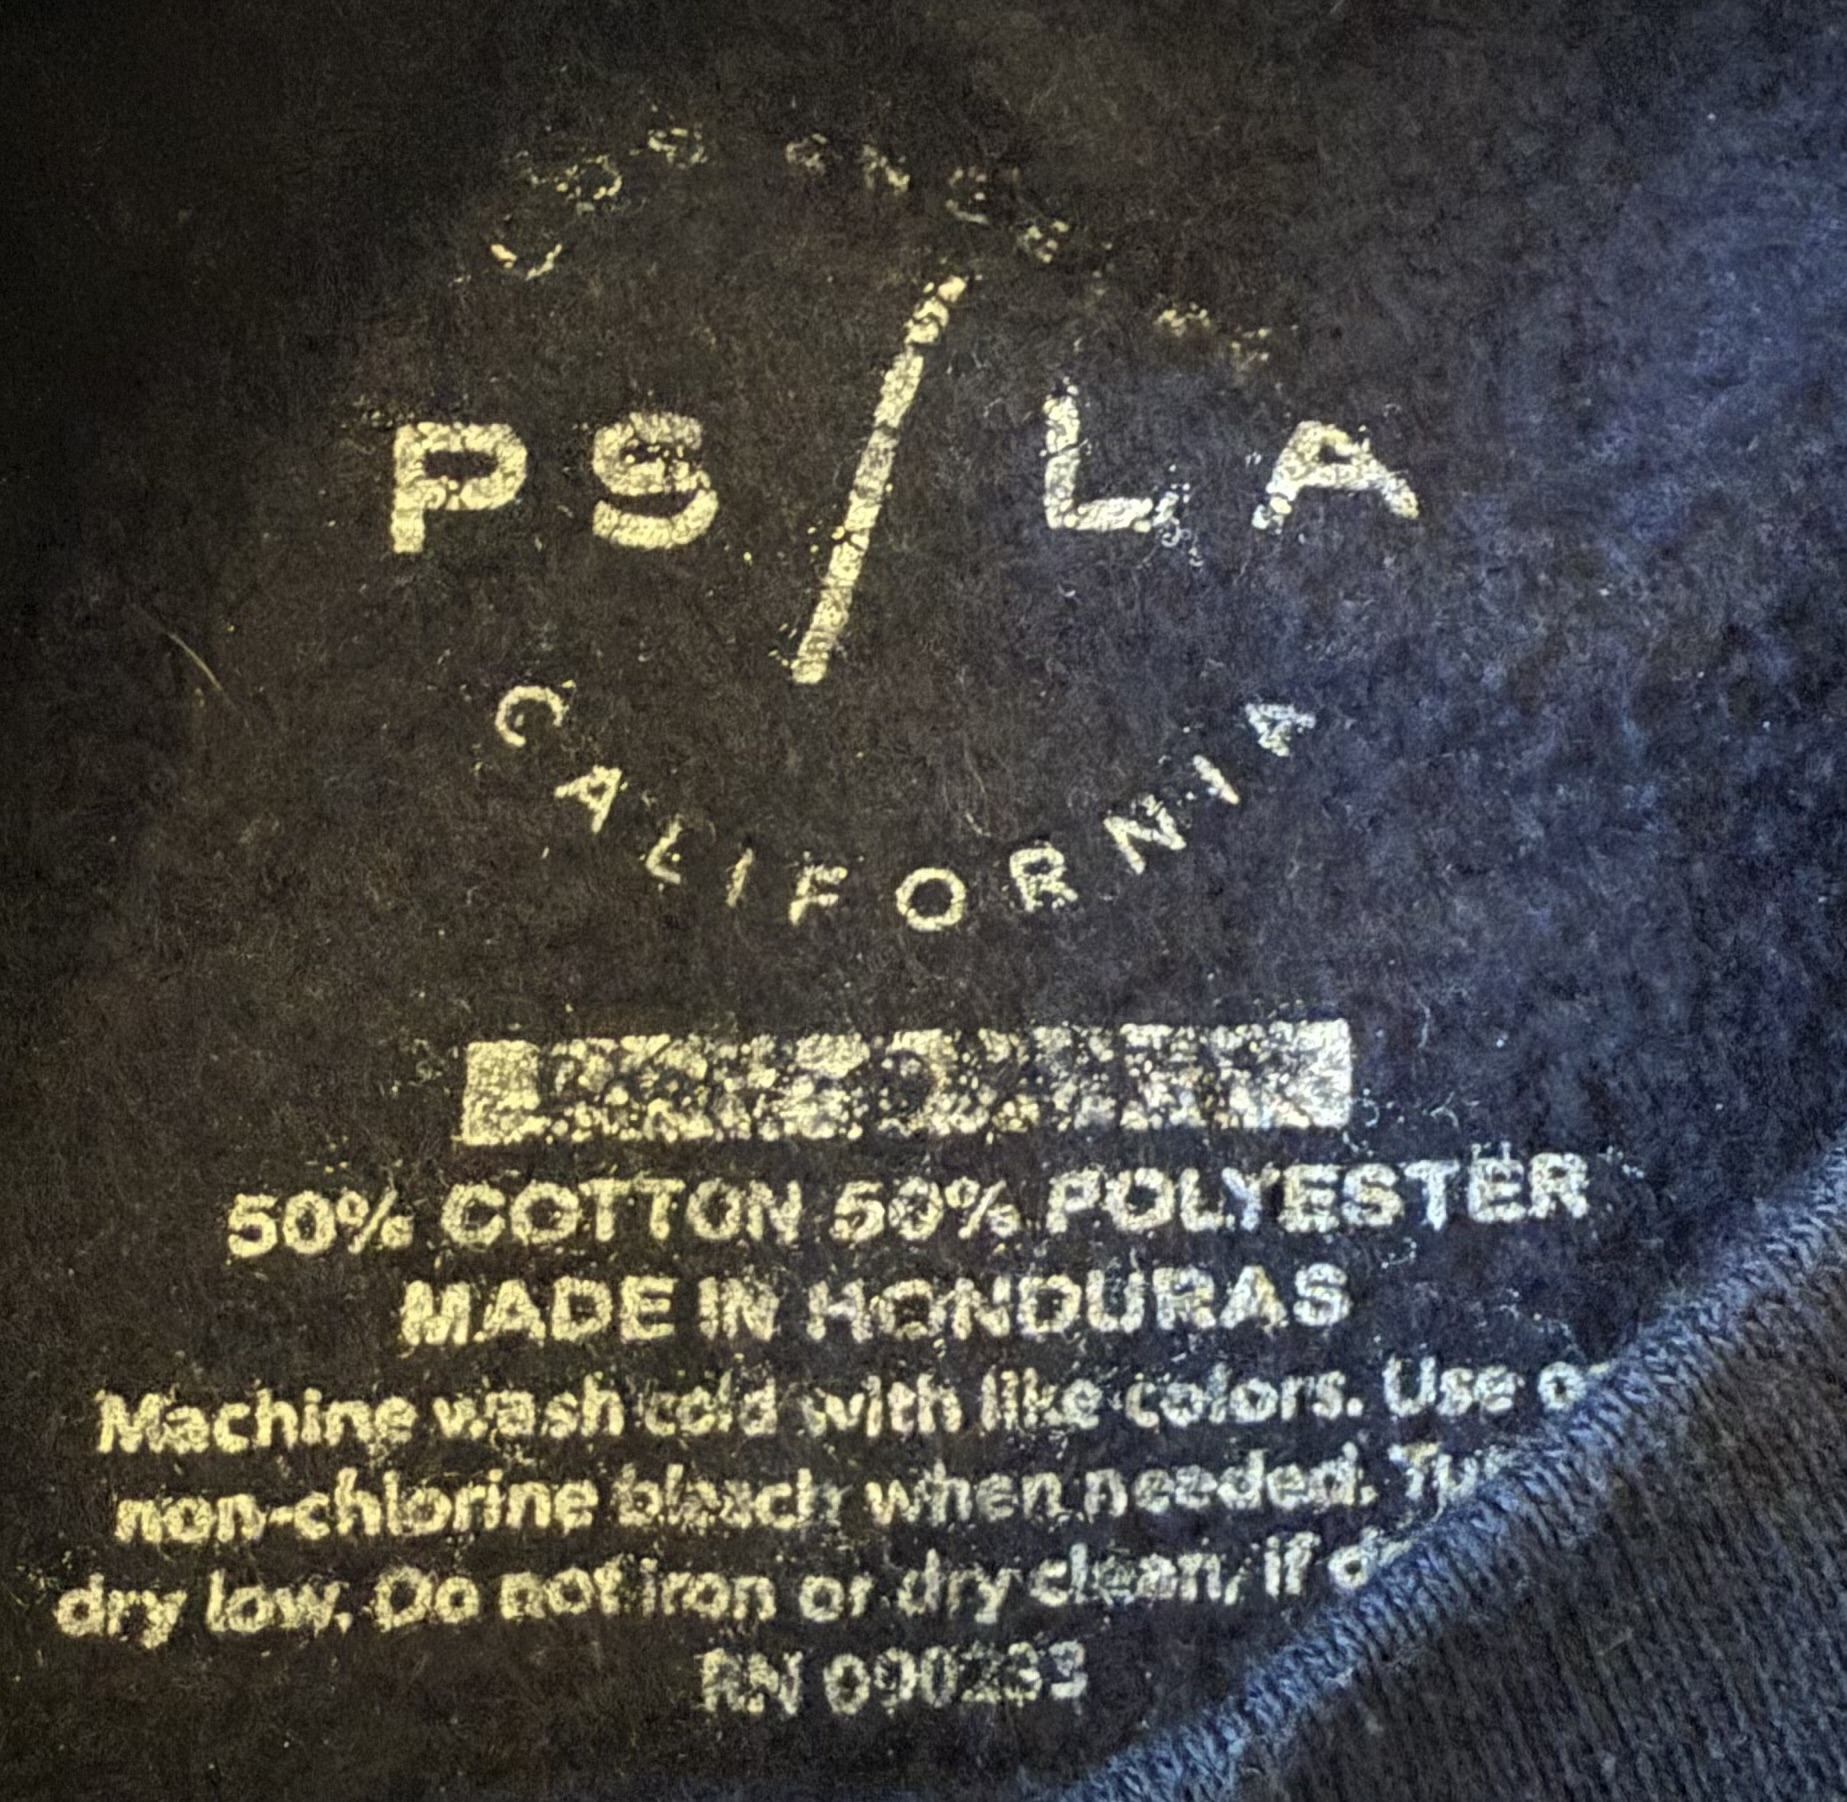 PS/LA
CALIFORNIA
50% COTTON 50% POLYESTER
MADE IN HONDURAS
Machine wash cold with like colors. Use
non-chlorine bleach when needed.
dry low. Do not iron or dry clean, if
RN 090233